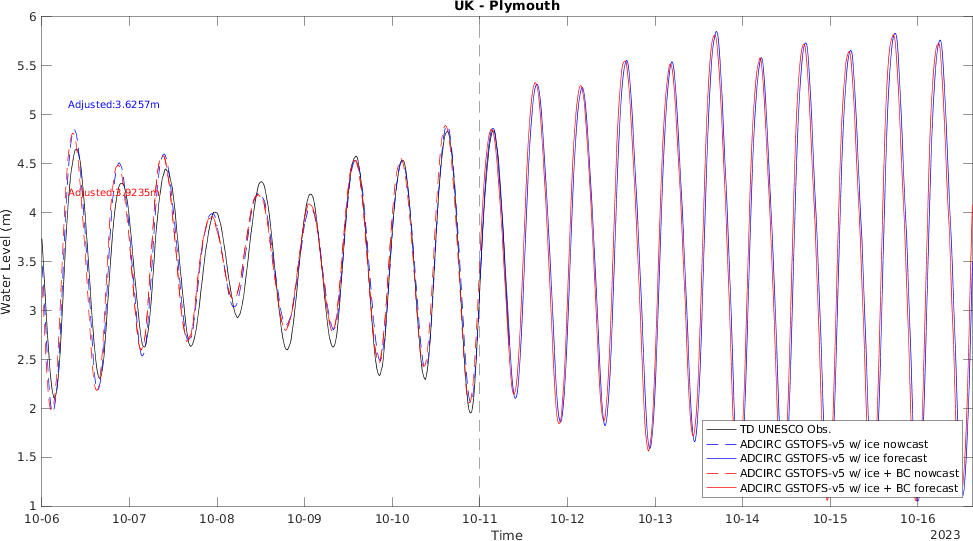 UK - Plymouth
6
5.5
5
4.5
4
3.5
3
2.5
2
1.5
1
Water Level (m)
Adjusted:3.6257m
Adjusted:3.9235m
TD UNESCO Obs.
ADCIRC GSTOFS-v5 w/ ice nowcast
ADCIRC GSTOFS-v5 w/ ice forecast
ADCIRC GSTOFS-v5 w/ ice + BC nowcast
ADCIRC GSTOFS-v5 w/ ice + BC forecast
10-06 10-07 10-08 10-09 10-10 10-11 10-12 10-13 10-14 10-15 10-16
Time
2023